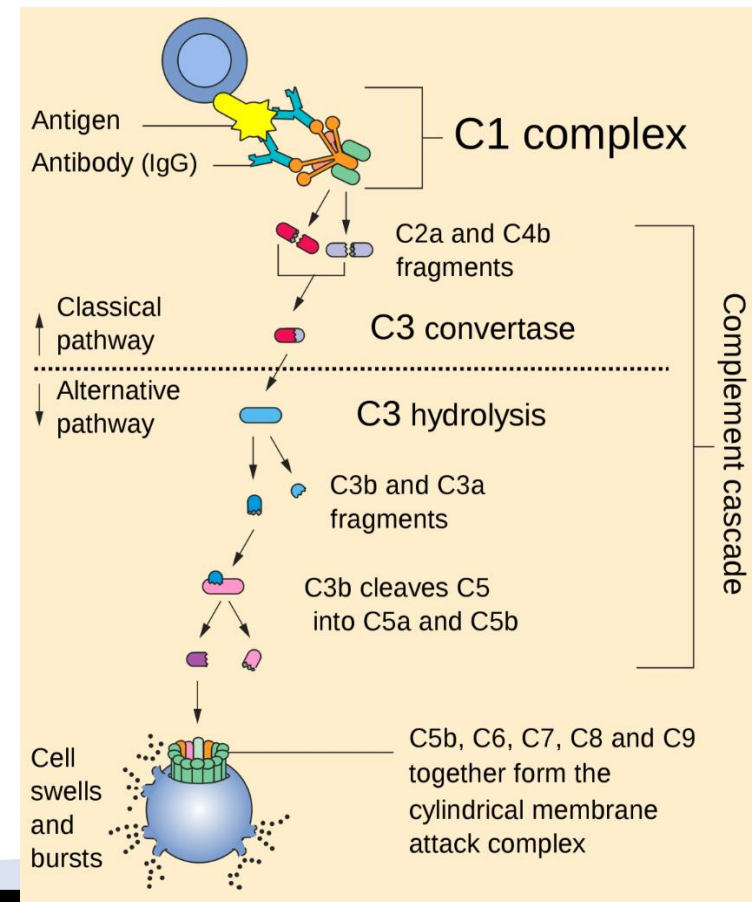 Antigen
Antibody (IgG)
C1 complex
C2a and C4b
fragments
Classical
pathway
C3 convertase
Alternative
pathway
C3 hydrolysis
C3b and C3a
fragments
C3b cleaves C5
into C5a and C5b
Complement cascade
Cell
swells
and
bursts
C5b, C6, C7, C8 and C9
together form the
cylindrical membrane
attack complex